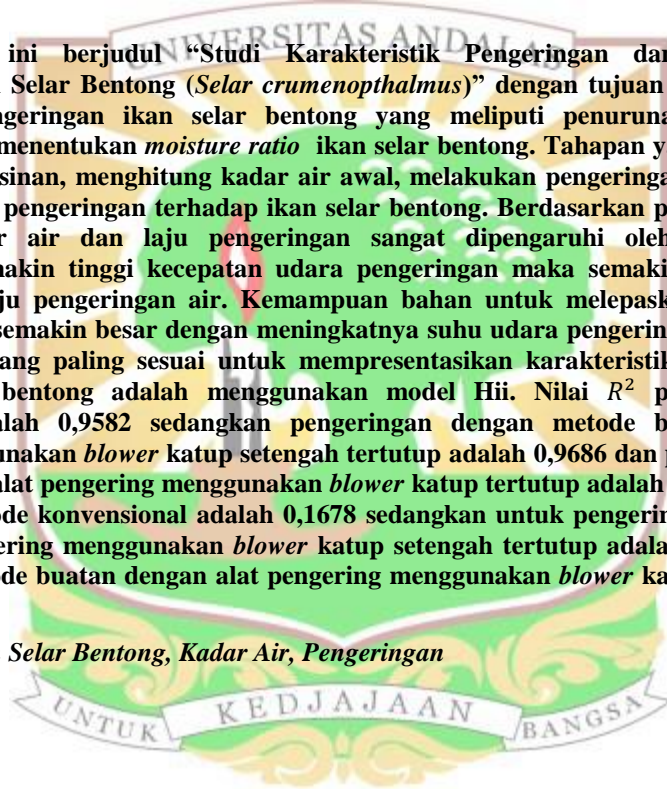 UNIVERSITAS ANDALAS
ini berjudul “Studi Karakteristik Pengeringan dan
Selar Bentong (Selar crumenopthalmus)” dengan tujuan
ngeringan ikan selar bentong yang meliputi penuruna
menentukan moisture ratio ikan selar bentong. Tahapan y
sinan, menghitung kadar air awal, melakukan pengeringa
pengeringan terhadap ikan selar bentong. Berdasarkan p
r air dan laju pengeringan sangat dipengaruhi oleh
makin tinggi kecepatan udara pengeringan maka semaki
ju pengeringan air. Kemampuan bahan untuk melepask
semakin besar dengan meningkatnya suhu udara pengerin
ang paling sesuai untuk mempresentasikan karakteristik
bentong adalah menggunakan model Hii. Nilai R² p
alah 0,9582 sedangkan pengeringan dengan metode b
unakan blower katup setengah tertutup adalah 0,9686 dan p
alat pengering menggunakan blower katup tertutup adalah
ode konvensional adalah 0,1678 sedangkan untuk pengerin
ering menggunakan blower katup setengah tertutup adala
ode buatan dengan alat pengering menggunakan blower ka
Selar Bentong, Kadar Air, Pengeringan
UNTUK KEDJAJAAN BANGSA